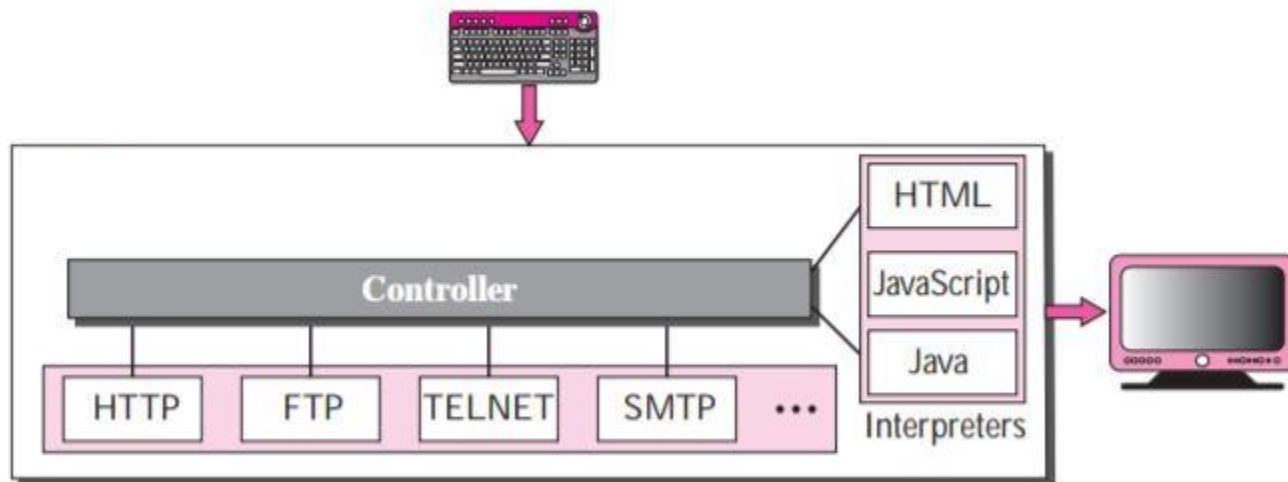 HTML
JavaScript
Java
Interpreters
Controller
HTTP
FTP
TELNET
SMTP
...